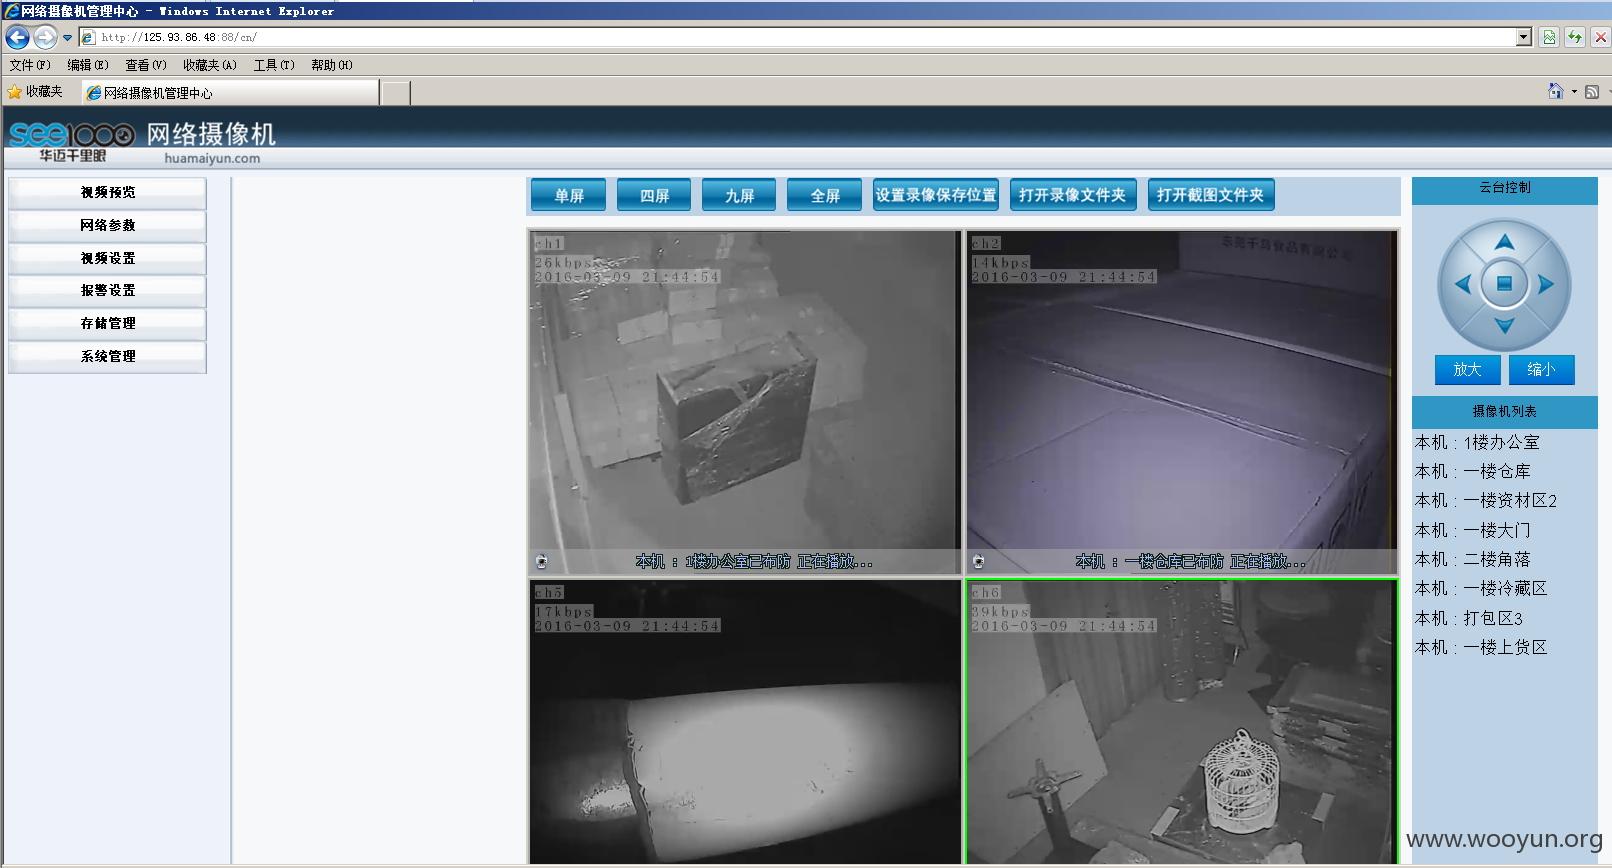 网络摄像机管理中心 - Windows Internet Explorer
http://125.93.86.48:88/cn/
文件(F) 编辑(E) 查看(V) 收藏夹(A) 工具(T) 帮助(H)
收藏夹 网络摄像机管理中心
see1000 网络摄像机
华迈千里眼 huamaiyun.com
视频预览
网络参数
视频设置
报警设置
存储管理
系统管理
单屏 四屏 九屏 全屏 设置录像保存位置 打开录像文件夹 打开截图文件夹
ch1
26kbps
2016-03-09 21:44:54
本机 : 1楼办公室已布防 正在播放...
ch2
14kbps
2016-03-09 21:44:54
本机 : 一楼仓库已布防 正在播放...
ch5
17kbps
2016-03-09 21:44:54
ch6
39kbps
2016-03-09 21:44:54
云台控制
放大 缩小
摄像机列表
本机 : 1楼办公室
本机 : 一楼仓库
本机 : 一楼资材区2
本机 : 一楼大门
本机 : 二楼角落
本机 : 一楼冷藏区
本机 : 打包区3
本机 : 一楼上货区
www.wooyun.org